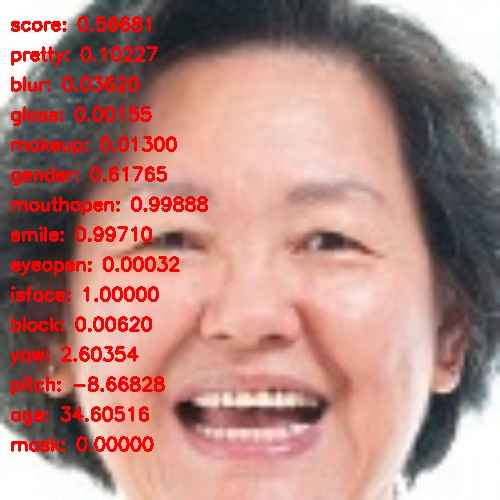 score: 0.56681
pretty: 0.10227
blur: 0.03620
glass: 0.00155
makeup: 0.01300
gender: 0.61765
mouthopen: 0.99888
smile: 0.99710
eyeopen: 0.00032
isface: 1.00000
block: 0.00620
yaw: 2.60354
pitch: -8.66828
age: 34.60516
mask: 0.00000